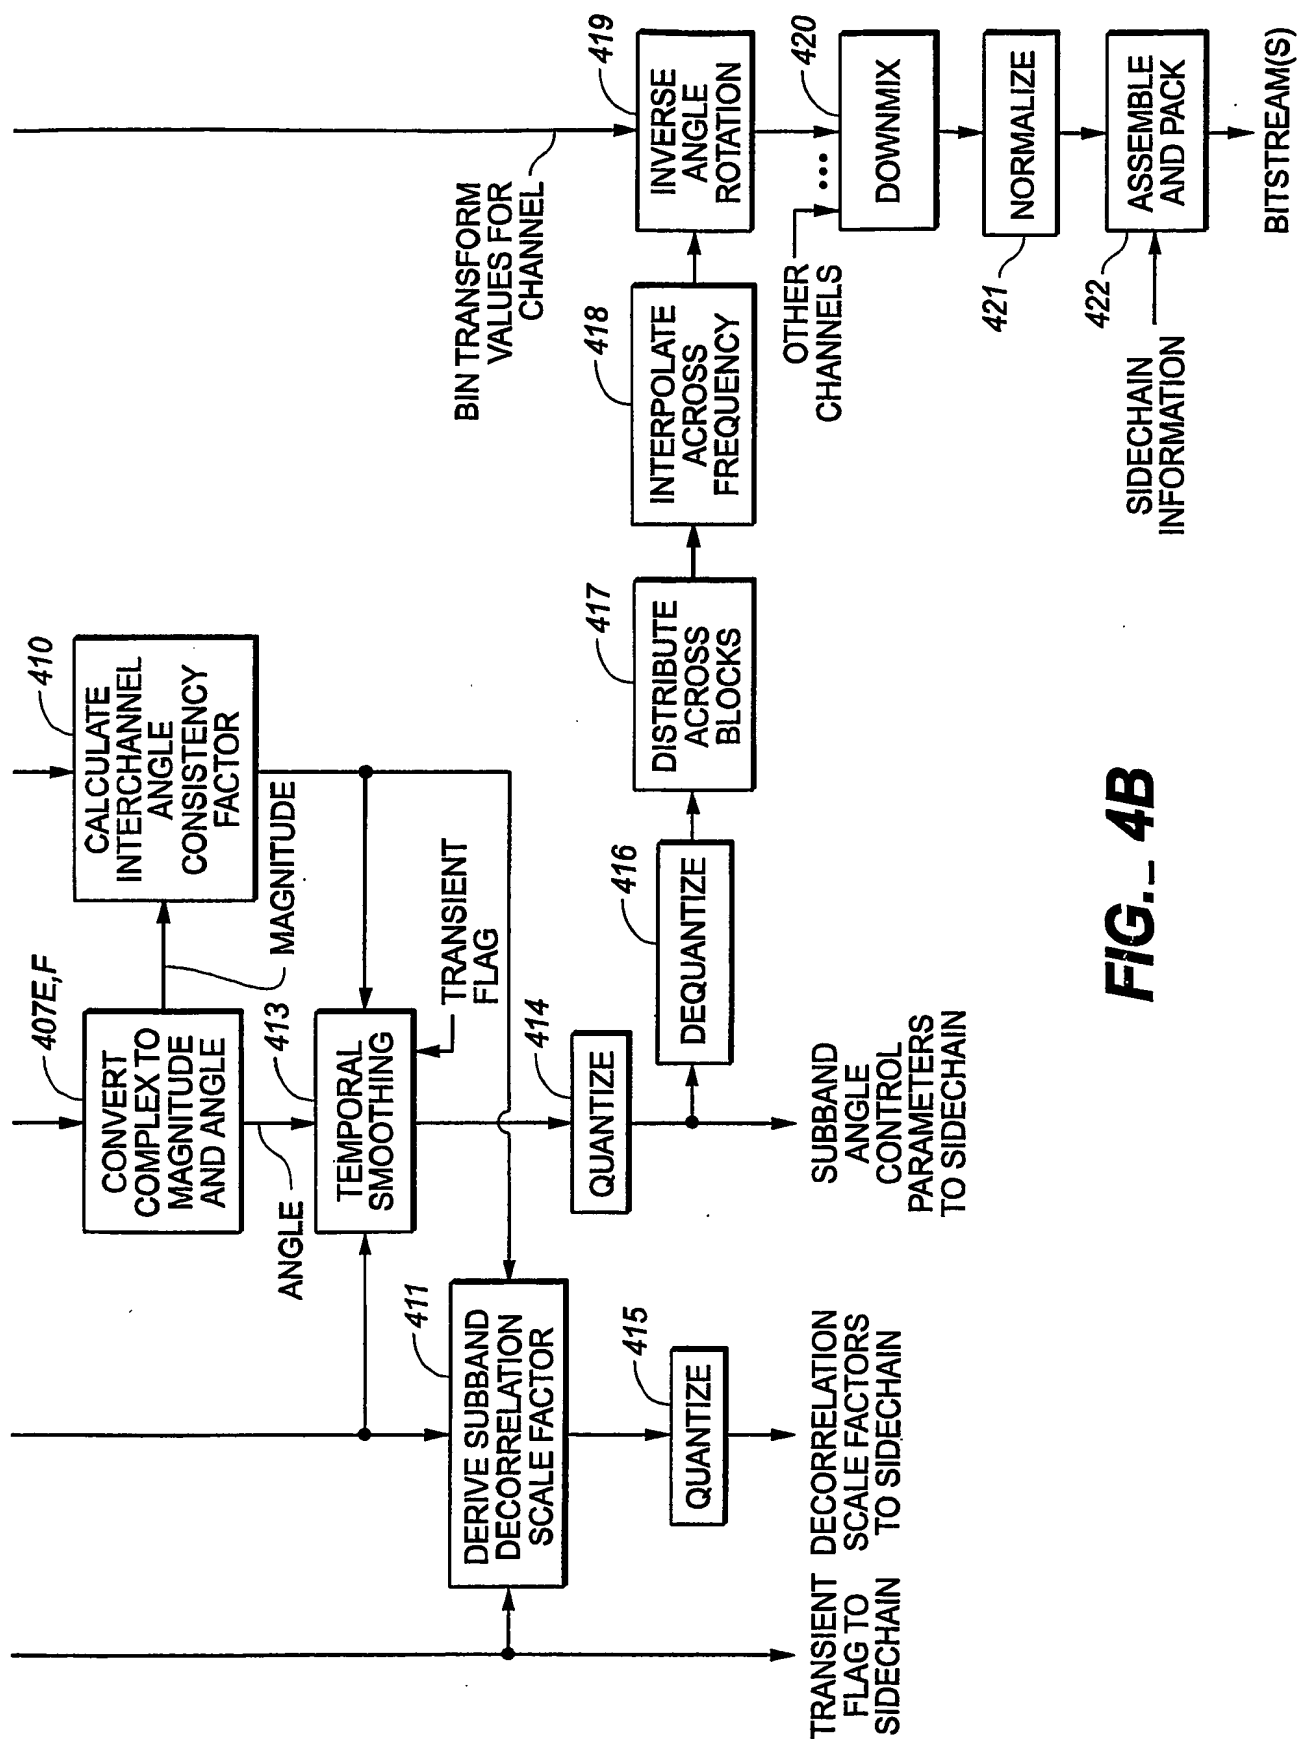 407E,F
CONVERT
COMPLEX TO
MAGNITUDE
AND ANGLE
410
CALCULATE
INTERCHANNEL
ANGLE
CONSISTENCY
FACTOR
MAGNITUDE
ANGLE
413
TEMPORAL
SMOOTHING
TRANSIENT
FLAG
411
DERIVE SUBBAND
DECORRELATION
SCALE FACTOR
414
QUANTIZE
415
QUANTIZE
416
DEQUANTIZE
417
DISTRIBUTE
ACROSS
BLOCKS
418
INTERPOLATE
ACROSS
FREQUENCY
BIN TRANSFORM
VALUES FOR
CHANNEL
419
INVERSE
ANGLE
ROTATION
OTHER
CHANNELS
...
420
DOWNMIX
421
NORMALIZE
422
ASSEMBLE
AND PACK
SIDECHAIN
INFORMATION
BITSTREAM(S)
TRANSIENT
FLAG TO
SIDECHAIN
DECORRELATION
SCALE FACTORS
TO SIDECHAIN
SUBBAND
ANGLE
CONTROL
PARAMETERS
TO SIDECHAIN
FIG._ 4B